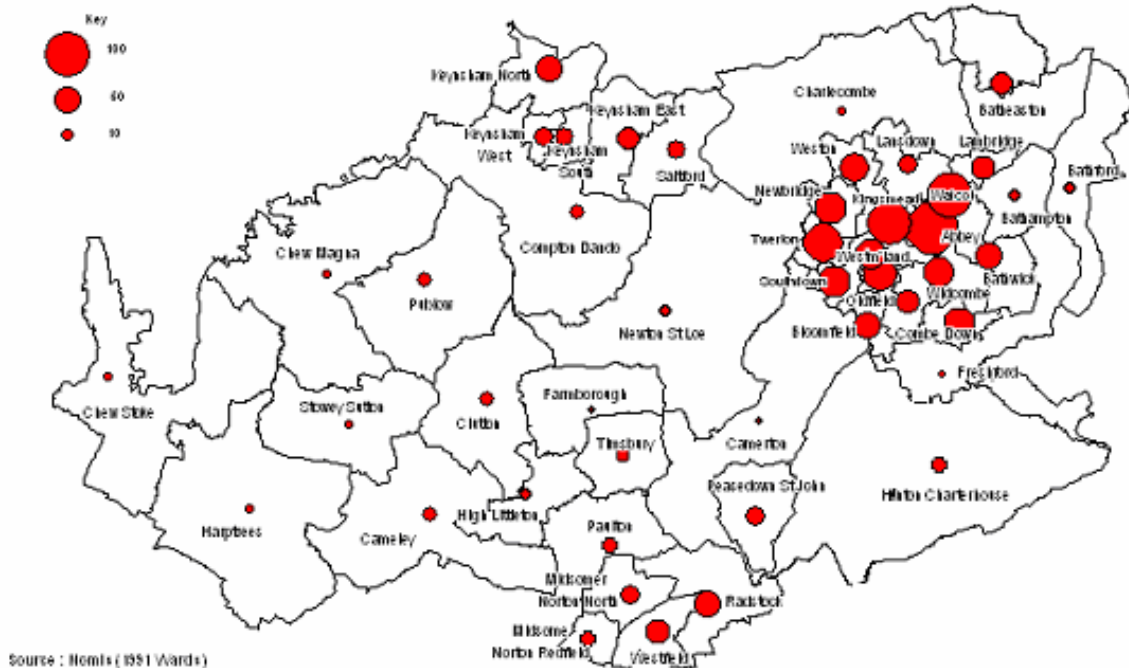 Key
100
50
10
Keynsham North
Keynsham East
Charlecombe
Batheaston
Keynsham
West
Keynsham
South
Saltford
Weston
Lansdown
Lambridge
Newbridge
Kingsmead
Walcot
Bathford
Bathampton
Compton Dando
Twerton
Westmoreland
Abbey
Chew Magna
Publow
Southdown
Oldfield
Widcombe
Bathwick
Newton St.Loe
Bloomfield
Combe Down
Freshford
Chew Stoke
Stowey Sutton
Clutton
Farmborough
Timsbury
Camerton
Peasedown St John
Hinton Charterhouse
Harptrees
Cameley
High Littleton
Paulton
Midsomer
Norton North
Radstock
Midsomer
Norton Redfield
Westfield
Source : Nomis (1991 Wards)